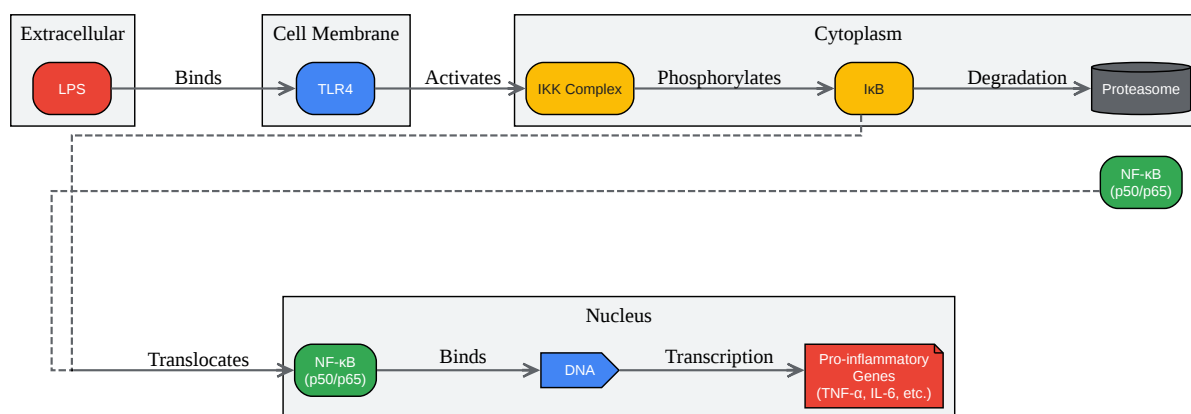 Extracellular
Cell Membrane
Cytoplasm
LPS
Binds
TLR4
Activates
IKK Complex
Phosphorylates
IκB
Degradation
Proteasome
NF-κB
(p50/p65)
Nucleus
Translocates
NF-κB
(p50/p65)
Binds
DNA
Transcription
Pro-inflammatory
Genes
(TNF-α, IL-6, etc.)